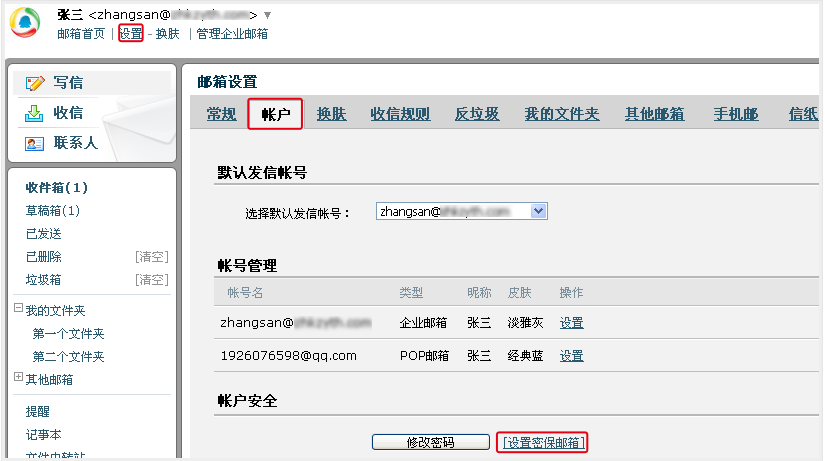 张三 <zhangsan@
邮箱首页 | 设置 - 换肤 | 管理企业邮箱
写信
收信
联系人
收件箱(1)
草稿箱(1)
已发送
已删除 [清空]
垃圾箱 [清空]
我的文件夹
第一个文件夹
第二个文件夹
其他邮箱
提醒
记事本
文件中转站
邮箱设置
常规 帐户 换肤 收信规则 反垃圾 我的文件夹 其他邮箱 手机邮 信纸
默认发信帐号
选择默认发信帐号： zhangsan@
帐号管理
帐号名 类型 昵称 皮肤 操作
zhangsan@ 企业邮箱 张三 淡雅灰 设置
1926076598@qq.com POP邮箱 张三 经典蓝 设置
帐户安全
修改密码 [设置密保邮箱]